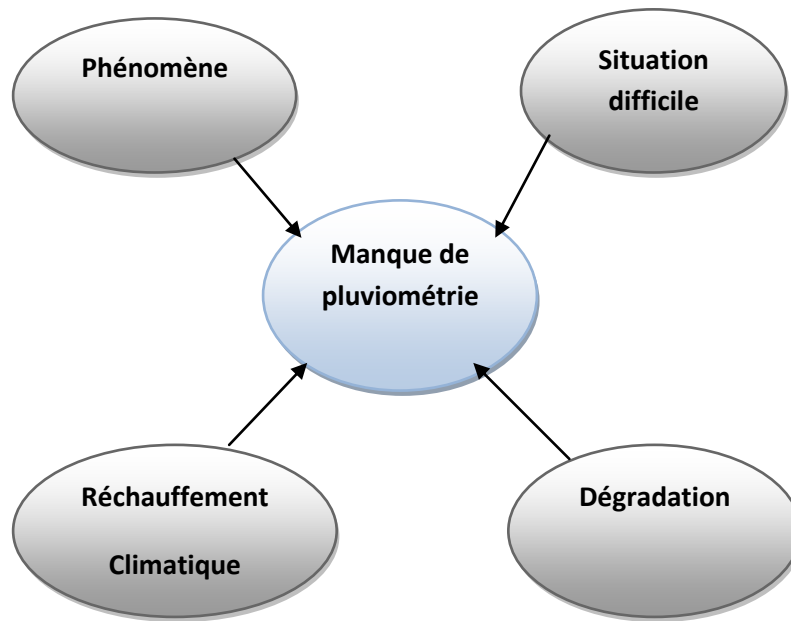 Phénomène
Situation
difficile
Manque de
pluviométrie
Réchauffement
Climatique
Dégradation